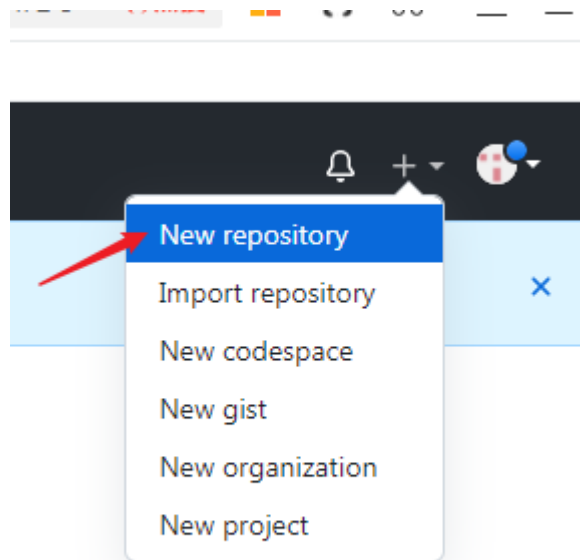 New repository
Import repository
New codespace
New gist
New organization
New project